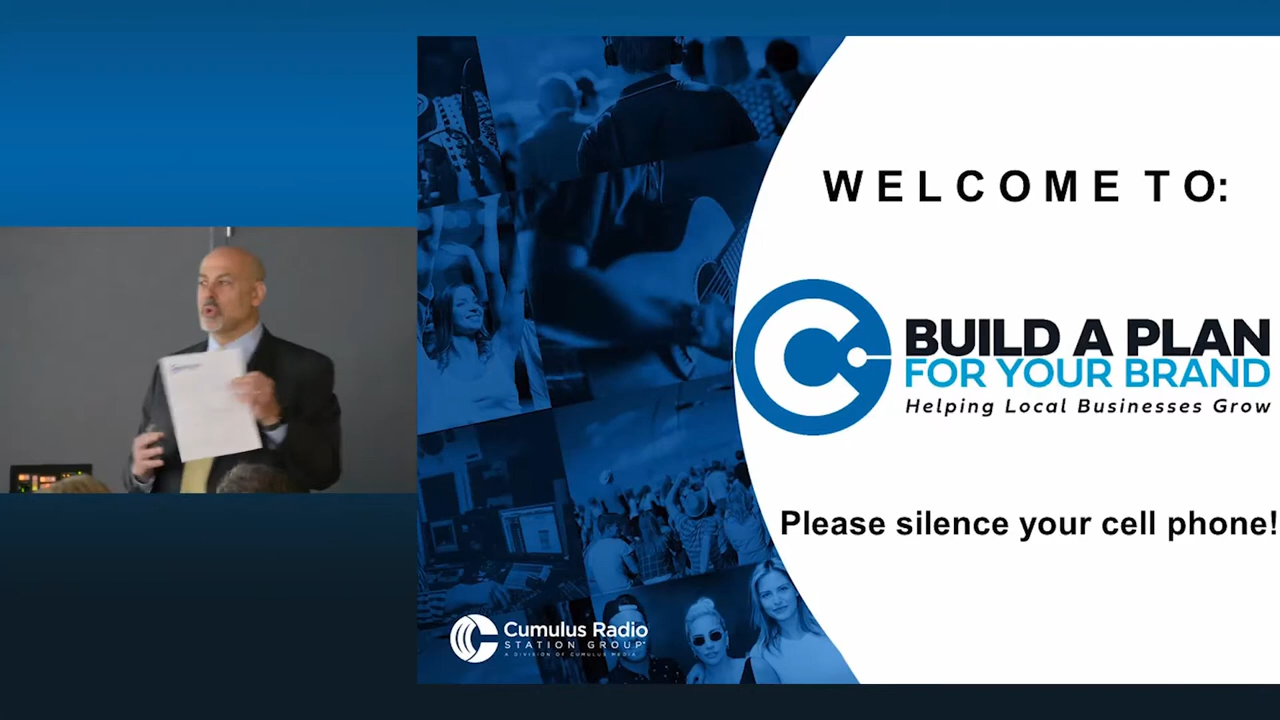 WELCOME TO:
BUILD A PLAN
FOR YOUR BRAND
Helping Local Businesses Grow
Please silence your cell phone!
Cumulus Radio
STATION GROUP
A DIVISION OF CUMULUS MEDIA